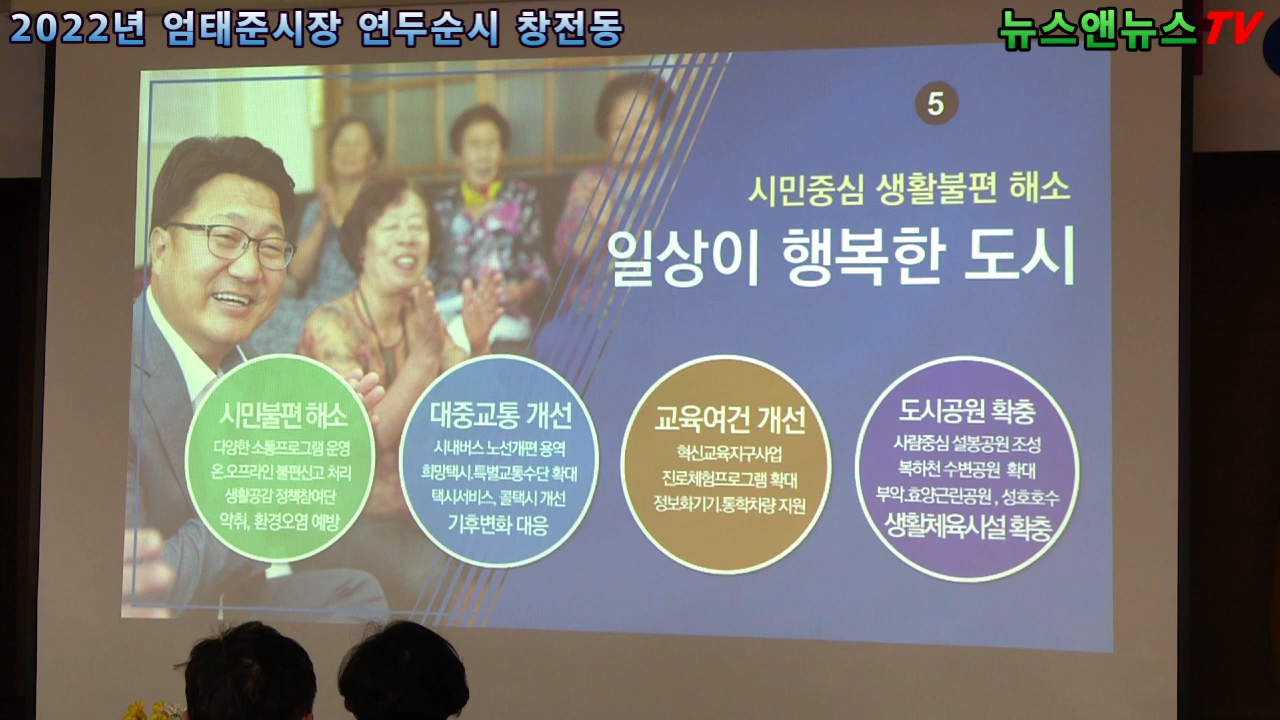 2022년 엄태준시장 연두순시 창전동
뉴스앤뉴스TV
5
시민중심 생활불편 해소
일상이 행복한 도시
시민불편 해소
다양한 소통프로그램 운영
온.오프라인 불편신고 처리
생활공감 정책참여단
악취, 환경오염 예방
대중교통 개선
시내버스 노선개편 용역
희망택시.특별교통수단 확대
택시서비스, 콜택시 개선
기후변화 대응
교육여건 개선
혁신교육지구사업
진로체험프로그램 확대
정보화기기.통학차량 지원
도시공원 확충
사람중심 설봉공원 조성
복하천 수변공원 확대
부악.효양근린공원, 성호호수
생활체육시설 확충